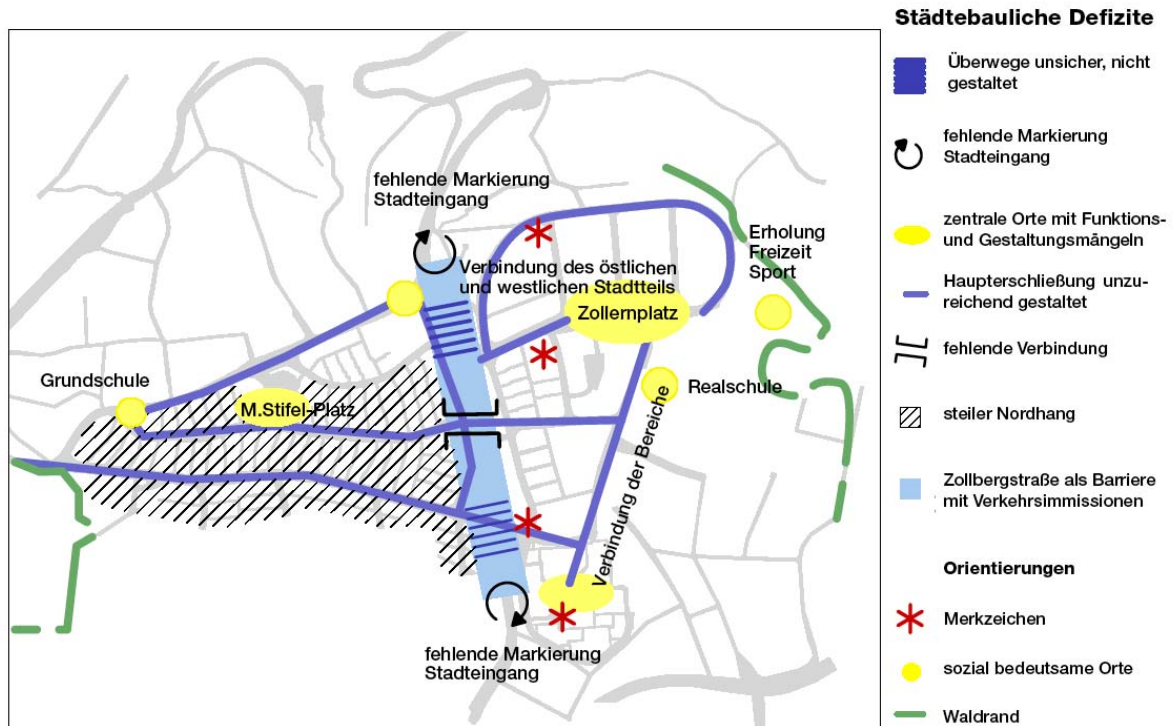 fehlende Markierung
Stadteingang
Verbindung des östlichen
und westlichen Stadtteils
Erholung
Freizeit
Sport
Zollernplatz
Grundschule
M.Stifel-Platz
Realschule
Verbindung der Bereiche
fehlende Markierung
Stadteingang
Städtebauliche Defizite
Überwege unsicher, nicht
gestaltet
fehlende Markierung
Stadteingang
zentrale Orte mit Funktions-
und Gestaltungsmängeln
Haupterschließung unzu-
reichend gestaltet
fehlende Verbindung
steiler Nordhang
Zollbergstraße als Barriere
mit Verkehrsimmissionen
Orientierungen
Merkzeichen
sozial bedeutsame Orte
Waldrand